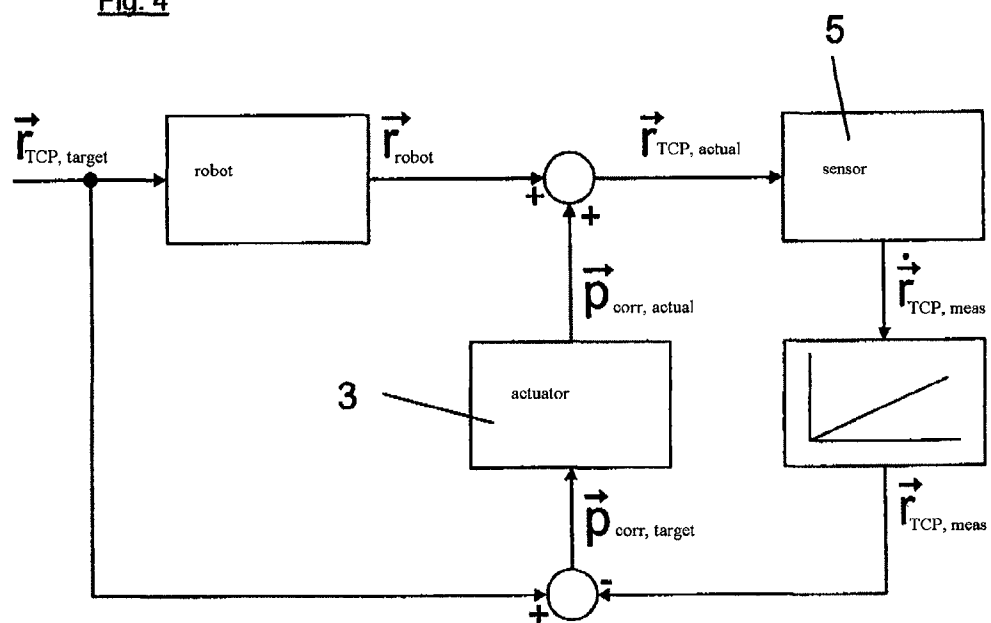 Fig. 4
5
r⃗ TCP, target
robot
r⃗ robot
r⃗ TCP, actual
sensor
+
+
p⃗ corr, actual
ṙ⃗ TCP, meas
3
actuator
p⃗ corr, target
r⃗ TCP, meas
-
+